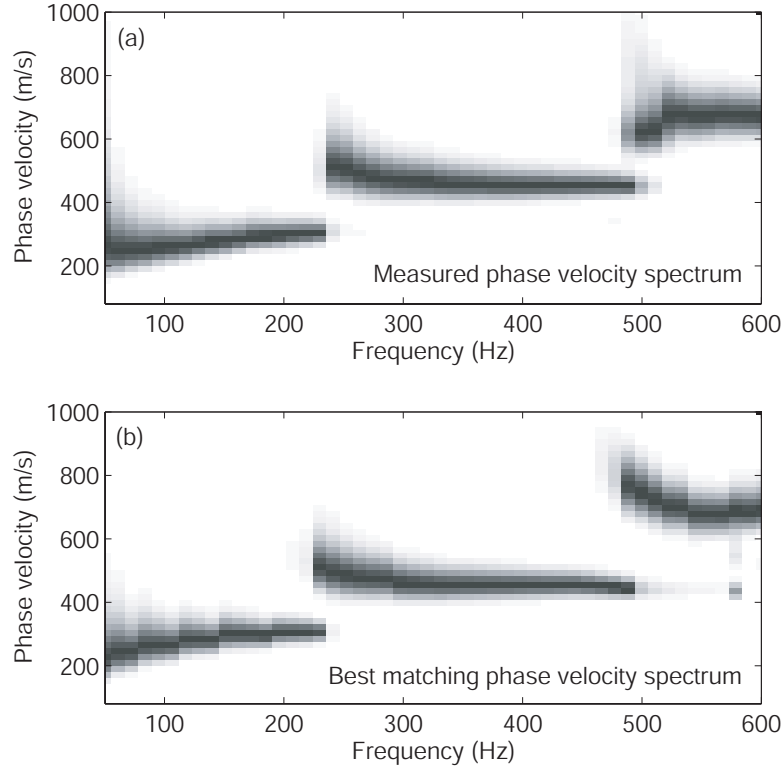 1000
(a)
800
600
400
200
Phase velocity (m/s)
Measured phase velocity spectrum
100 200 300 400 500 600
Frequency (Hz)
1000
(b)
800
600
400
200
Phase velocity (m/s)
Best matching phase velocity spectrum
100 200 300 400 500 600
Frequency (Hz)